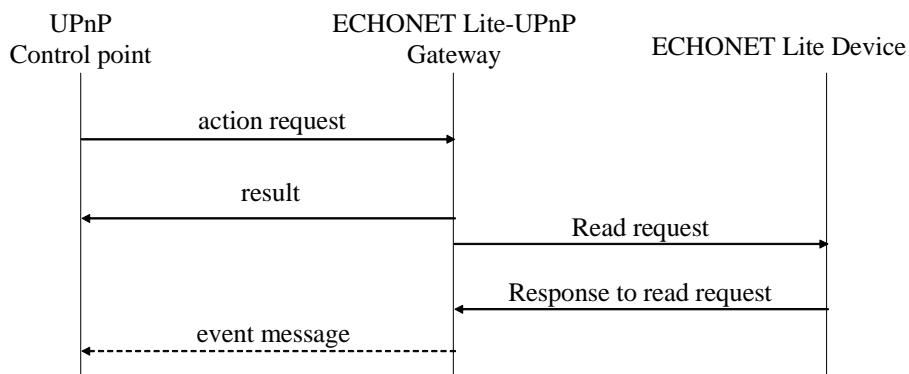 UPnP
Control point
ECHONET Lite-UPnP
Gateway
ECHONET Lite Device
action request
result
Read request
Response to read request
event message